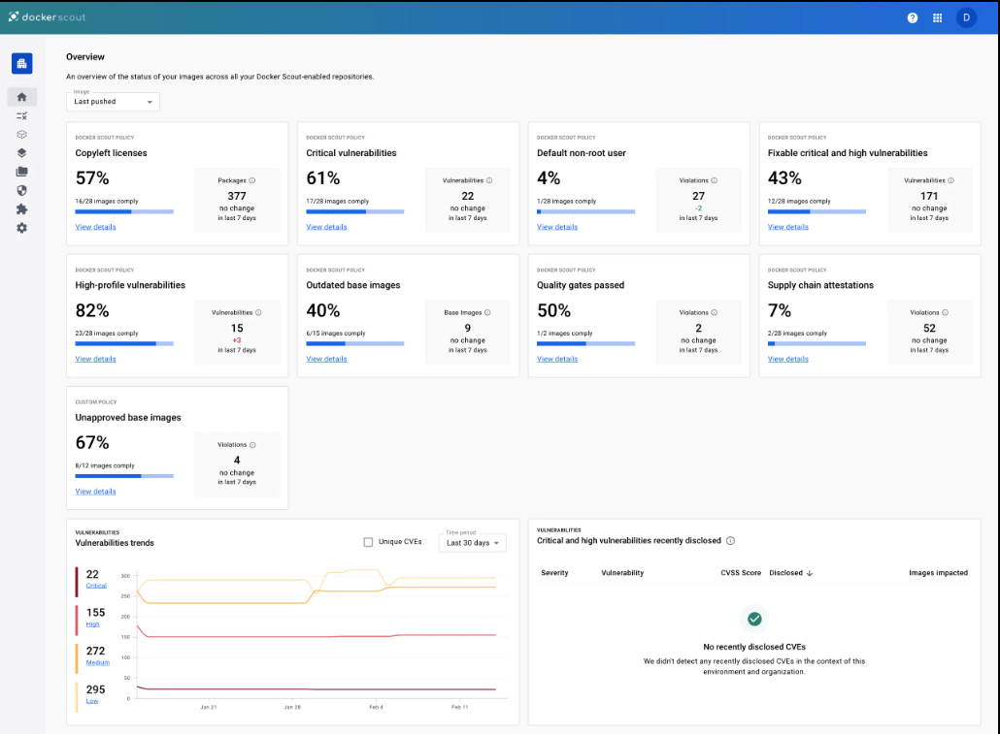 dockerscout
D
Overview
An overview of the status of your images across all your Docker Scout-enabled repositories.
Image
Last pushed
DOCKER SCOUT POLICY
Copyleft licenses
57%
16/28 images comply
View details
Packages
377
no change
in last 7 days
DOCKER SCOUT POLICY
Critical vulnerabilities
61%
17/28 images comply
View details
Vulnerabilities
22
no change
in last 7 days
DOCKER SCOUT POLICY
Default non-root user
4%
1/28 images comply
View details
Violations
27
-2
in last 7 days
DOCKER SCOUT POLICY
Fixable critical and high vulnerabilities
43%
12/28 images comply
View details
Vulnerabilities
171
no change
in last 7 days
DOCKER SCOUT POLICY
High-profile vulnerabilities
82%
23/28 images comply
View details
Vulnerabilities
15
+3
in last 7 days
DOCKER SCOUT POLICY
Outdated base images
40%
6/15 images comply
View details
Base Images
9
no change
in last 7 days
DOCKER SCOUT POLICY
Quality gates passed
50%
1/2 images comply
View details
Violations
2
no change
in last 7 days
DOCKER SCOUT POLICY
Supply chain attestations
7%
2/28 images comply
View details
Violations
52
no change
in last 7 days
CUSTOM POLICY
Unapproved base images
67%
8/12 images comply
View details
Violations
4
no change
in last 7 days
VULNERABILITIES
Vulnerabilities trends
Unique CVEs
Time period
Last 30 days
22
Critical
155
High
272
Medium
295
Low
300
250
200
150
100
50
0
Jan 21
Jan 28
Feb 4
Feb 11
VULNERABILITIES
Critical and high vulnerabilities recently disclosed
Severity Vulnerability CVSS Score Disclosed Images impacted
No recently disclosed CVEs
We didn't detect any recently disclosed CVEs in the context of this
environment and organization.